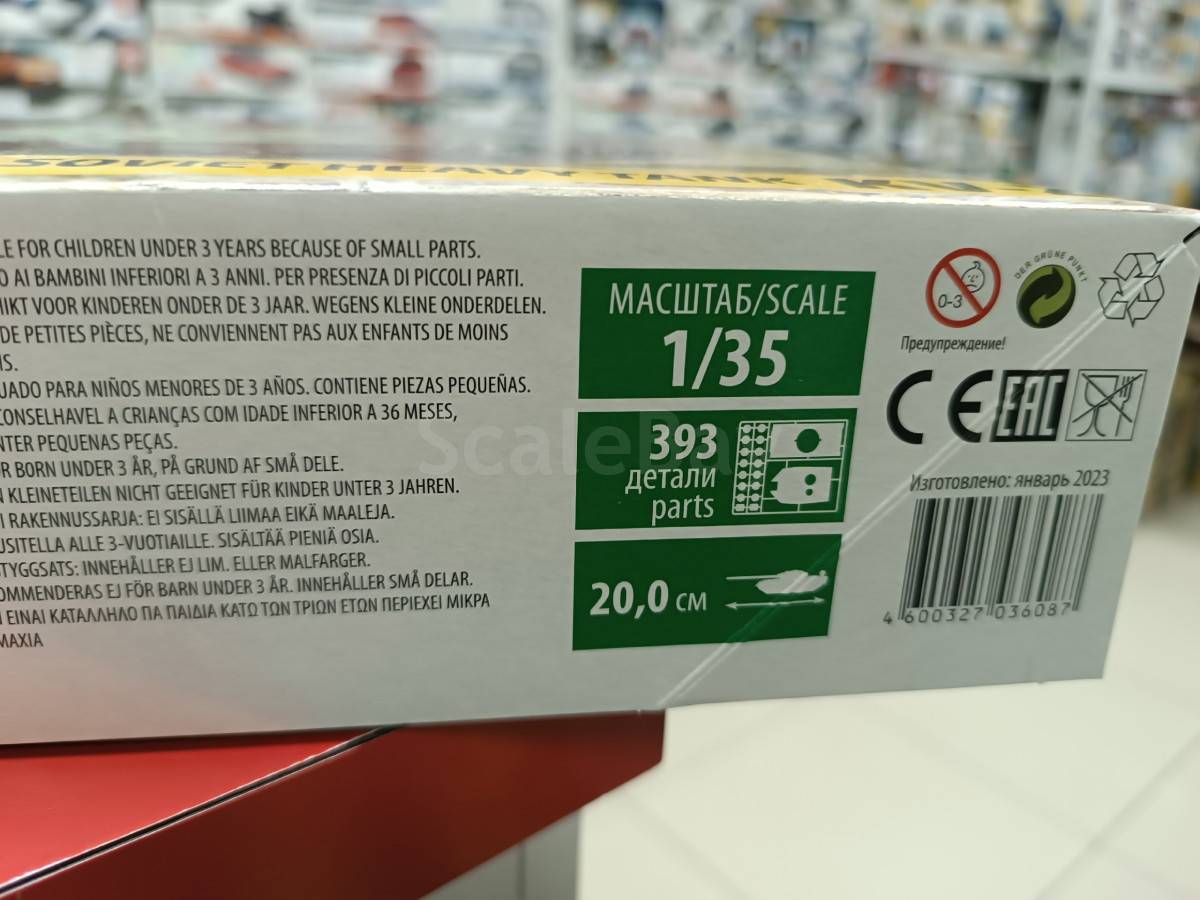 SOVIET HEAVY TANK KV-
LE FOR CHILDREN UNDER 3 YEARS BECAUSE OF SMALL PARTS.
O AI BAMBINI INFERIORI A 3 ANNI. PER PRESENZA DI PICCOLI PARTI.
HIKT VOOR KINDEREN ONDER DE 3 JAAR. WEGENS KLEINE ONDERDELEN.
DE PETITES PIÈCES, NE CONVIENNENT PAS AUX ENFANTS DE MOINS
IS.
UJADO PARA NIÑOS MENORES DE 3 AÑOS. CONTIENE PIEZAS PEQUEÑAS.
CONSELHAVEL A CRIANÇAS COM IDADE INFERIOR A 36 MESES,
NTER PEQUENAS PEÇAS.
R BORN UNDER 3 ÅR, PÅ GRUND AF SMÅ DELE.
N KLEINETEILEN NICHT GEEIGNET FÜR KINDER UNTER 3 JAHREN.
I RAKENNUSSARJA: EI SISÄLLÄ LIIMAA EIKÄ MAALEJA.
USITELLA ALLE 3-VUOTIAILLE. SISÄLTÄÄ PIENIÄ OSIA.
TYGGSATS: INNEHÅLLER EJ LIM. ELLER MALFARGER.
OMMENDERAS EJ FÖR BARN UNDER 3 ÅR. INNEHÅLLER SMÅ DELAR.
EINAI ΚΑΤΑΛΛΗΛΟ ΠΑ ΠΑΙΔΙΑ ΚΑΤΩ ΤΩΝ ΤΡΙΩΝ ΕΤΩΝ ΠΕΡΙΕΧΕΙ ΜΙΚΡΑ
ΜΑΧΙΑ
МАСШТАБ/SCALE
1/35
393
детали
parts
20,0 см
0-3
DER GRÜNE PUNKT
Предупреждение!
CE EAC
Изготовлено: январь 2023
4 600327 036087